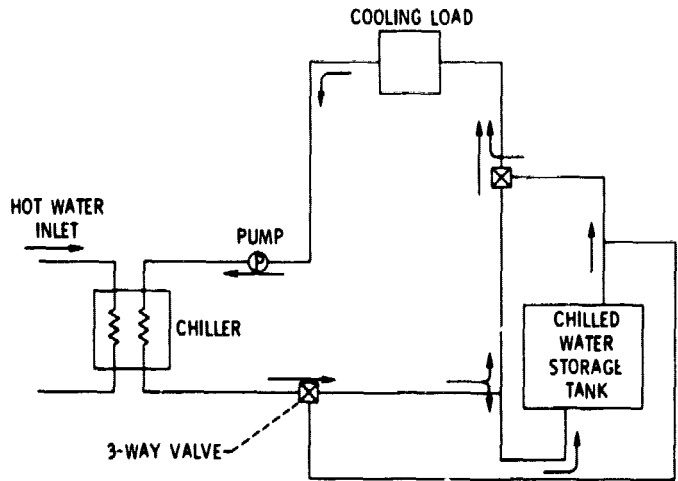 COOLING LOAD
HOT WATER
INLET
PUMP
P
CHILLER
CHILLED
WATER
STORAGE
TANK
3-WAY VALVE